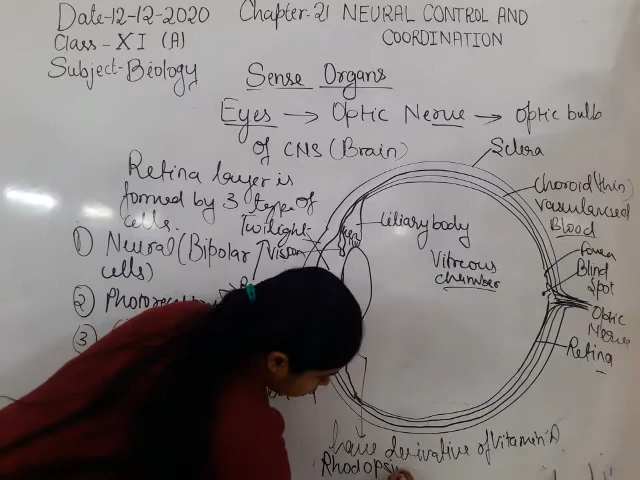 Date-12-12-2020
Chapter-21 NEURAL CONTROL AND
COORDINATION
Class-XI (A)
Subject-Biology
Sense Organs
Eyes → Optic Nerve → Optic bulb
of CNS (Brain)
Retina layer is
formed by 3 type of
cells.
① Neural (Bipolar
cells)
②
③
Twilight
Vision
Ciliary body
Vitreous
chamber
Sclera
Choroid (thin)
Vascularised
Blood
Fovea
Blind
Spot
Optic
Nerve
Retina
have derivative of Vitamin-A